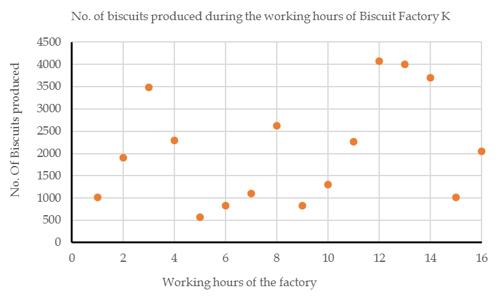 No. of biscuits produced during the working hours of Biscuit Factory K
4500
4000
3500
3000
2500
2000
1500
1000
500
0
No. Of Biscuits produced
0 2 4 6 8 10 12 14 16
Working hours of the factory